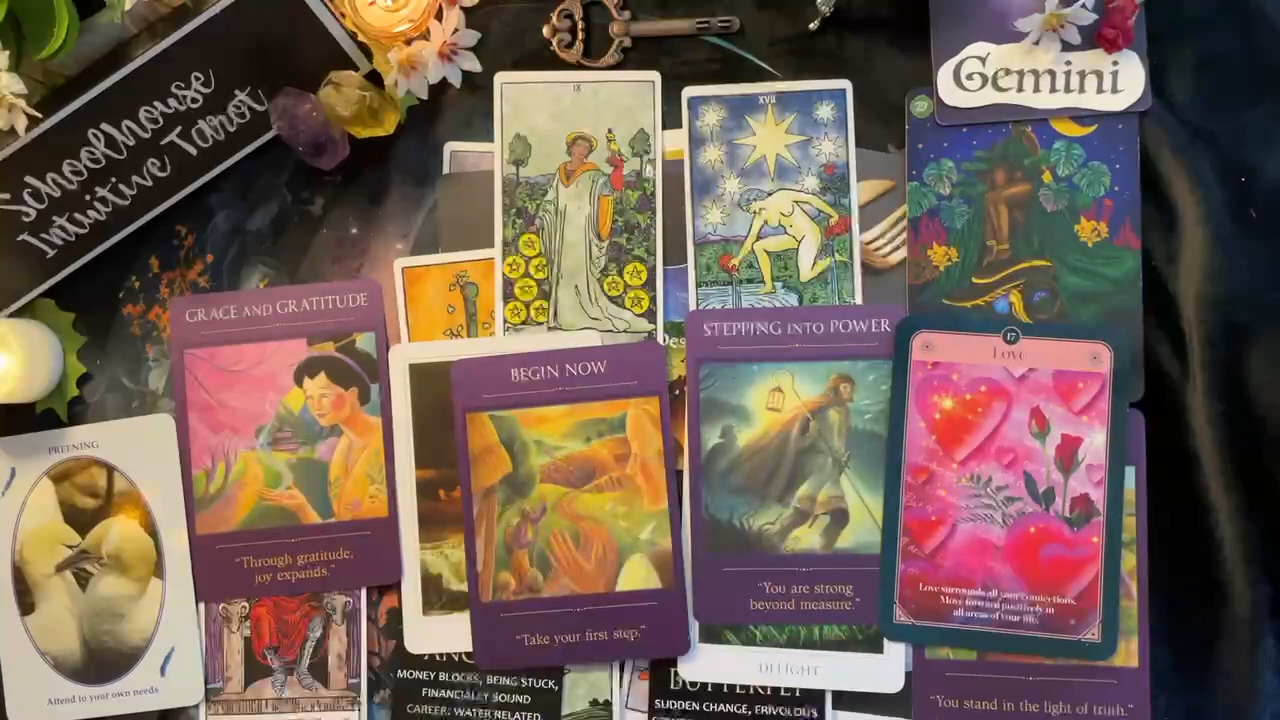 Schoolhouse
Intuitive Tarot
IX
XVII
Gemini
GRACE AND GRATITUDE
"Through gratitude,
joy expands."
BEGIN NOW
"Take your first step."
STEPPING INTO POWER
"You are strong
beyond measure."
17
Love
Love surrounds all your connections.
Move forward positively in
all areas of your life.
PREENING
Attend to your own needs
MONEY BLOCKS, BEING STUCK,
FINANCIALLY SOUND
CAREER: WATER RELATED
DELIGHT
BUTTERFLY
SUDDEN CHANGE, FRIVOLOUS
"You stand in the light of truth."